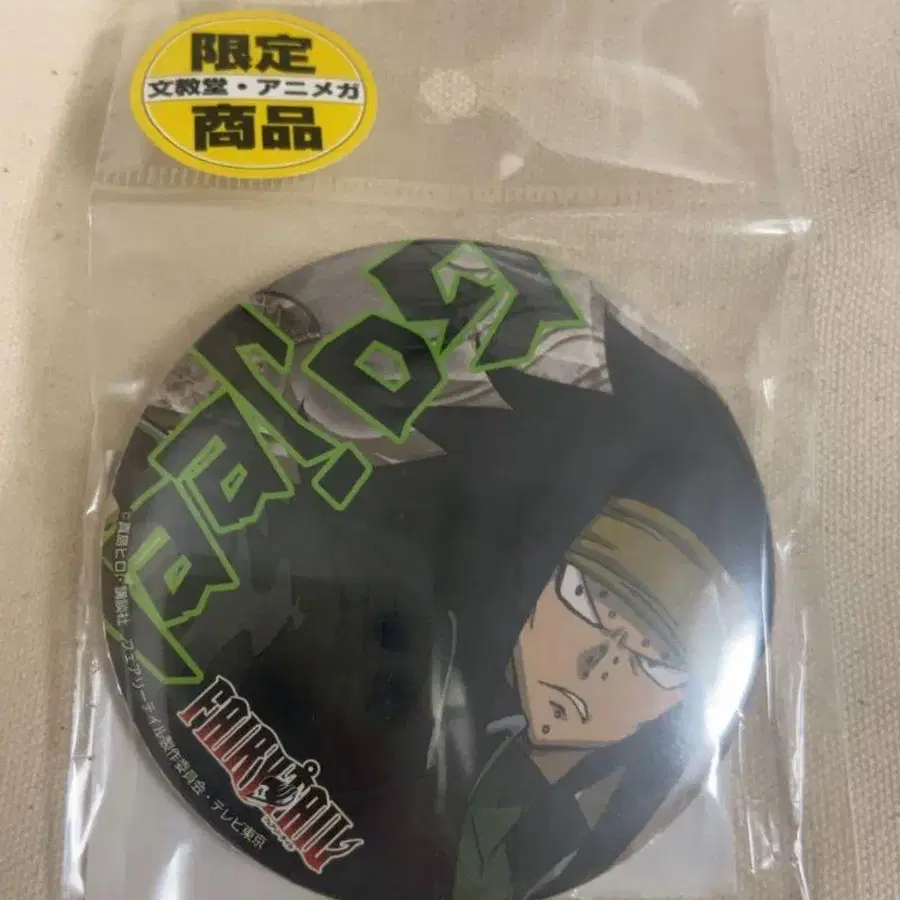 限定
文教堂・アニメガ
商品
Gajeel
©真島ヒロ・講談社 フェアリーテイル製作委員会・テレビ東京
FAIRY TAIL